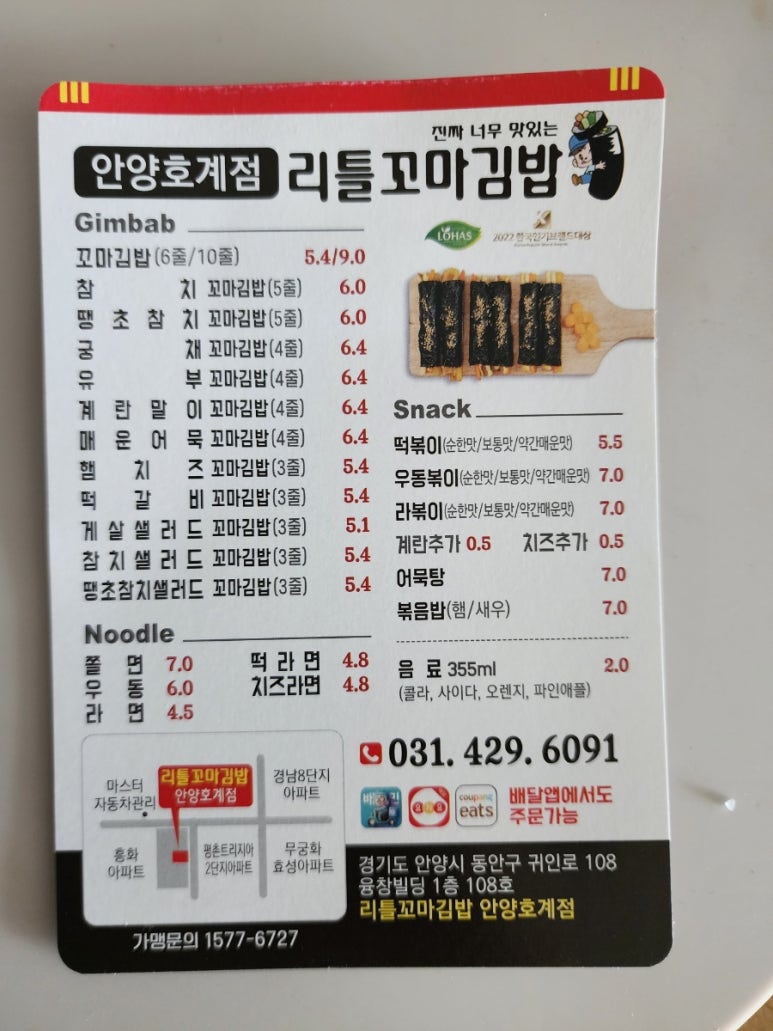 진짜 너무 맛있는
안양호계점 리틀꼬마김밥
LOHAS
2022 한국인기브랜드대상
Gimbab
꼬마김밥(6줄/10줄) 5.4/9.0
참치 꼬마김밥(5줄) 6.0
땡초참치 꼬마김밥(5줄) 6.0
궁채 꼬마김밥(4줄) 6.4
유부 꼬마김밥(4줄) 6.4
계란말이 꼬마김밥(4줄) 6.4
매운어묵 꼬마김밥(4줄) 6.4
햄치즈 꼬마김밥(3줄) 5.4
떡갈비 꼬마김밥(3줄) 5.4
게살샐러드 꼬마김밥(3줄) 5.1
참치샐러드 꼬마김밥(3줄) 5.4
땡초참치샐러드 꼬마김밥(3줄) 5.4
Noodle
쫄면 7.0 떡라면 4.8
우동 6.0 치즈라면 4.8
라면 4.5
Snack
떡볶이(순한맛/보통맛/약간매운맛) 5.5
우동볶이(순한맛/보통맛/약간매운맛) 7.0
라볶이(순한맛/보통맛/약간매운맛) 7.0
계란추가 0.5 치즈추가 0.5
어묵탕 7.0
볶음밥(햄/새우) 7.0
음료 355ml 2.0
(콜라, 사이다, 오렌지, 파인애플)
031. 429. 6091
coupang
eats
배달앱에서도
주문가능
마스터
자동차관리
리틀꼬마김밥
안양호계점
경남8단지
아파트
홍화
아파트
평촌트리지아
2단지아파트
무궁화
효성아파트
가맹문의 1577-6727
경기도 안양시 동안구 귀인로 108
융창빌딩 1층 108호
리틀꼬마김밥 안양호계점